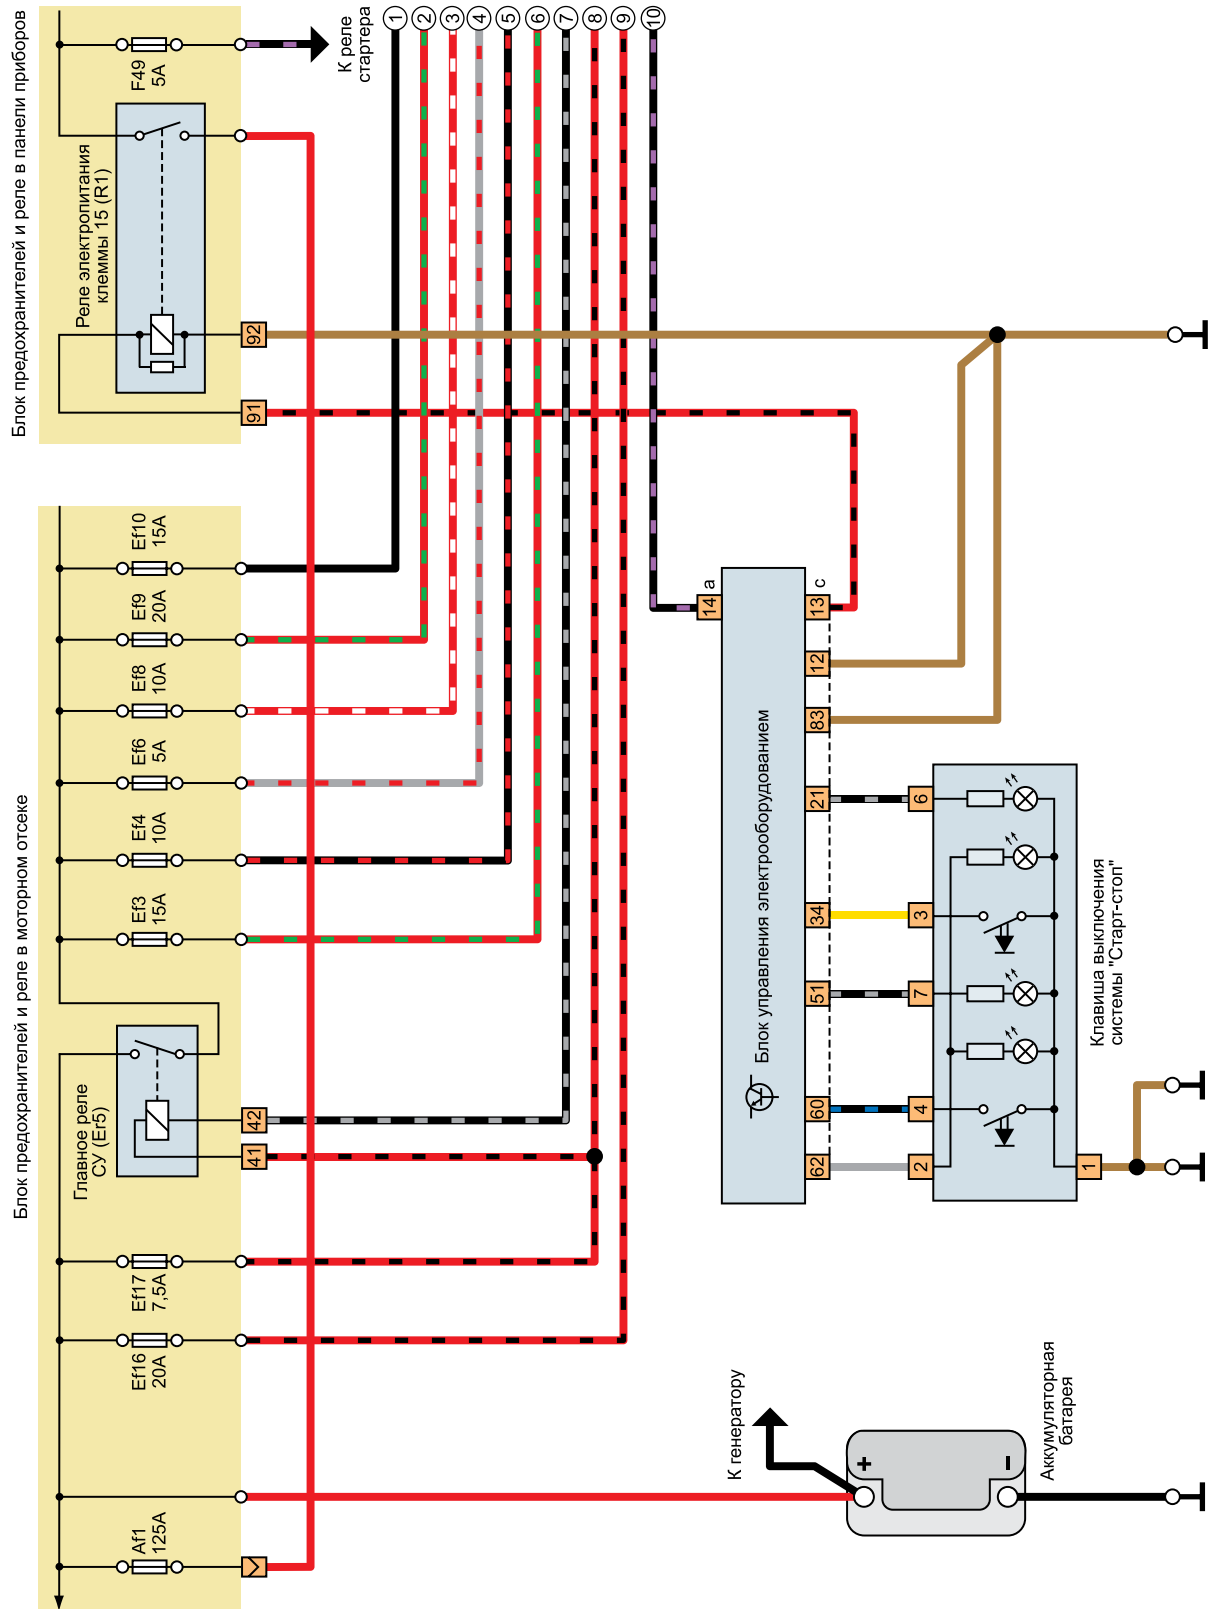 Блок предохранителей и реле в моторном отсеке
Af1
125A
Ef16
20A
Ef17
7,5A
Главное реле
СУ (Er5)
41
42
Ef3
15A
Ef4
10A
Ef6
5A
Ef8
10A
Ef9
20A
Ef10
15A
Блок предохранителей и реле в панели приборов
91
92
Реле электропитания
клеммы 15 (R1)
F49
5A
К реле
стартера
1
2
3
4
5
6
7
8
9
10
К генератору
+
–
Аккумуляторная
батарея
Блок управления электрооборудованием
14
a
62
60
51
34
21
83
12
13
c
2
4
7
3
6
1
Клавиша выключения
системы "Старт-стоп"